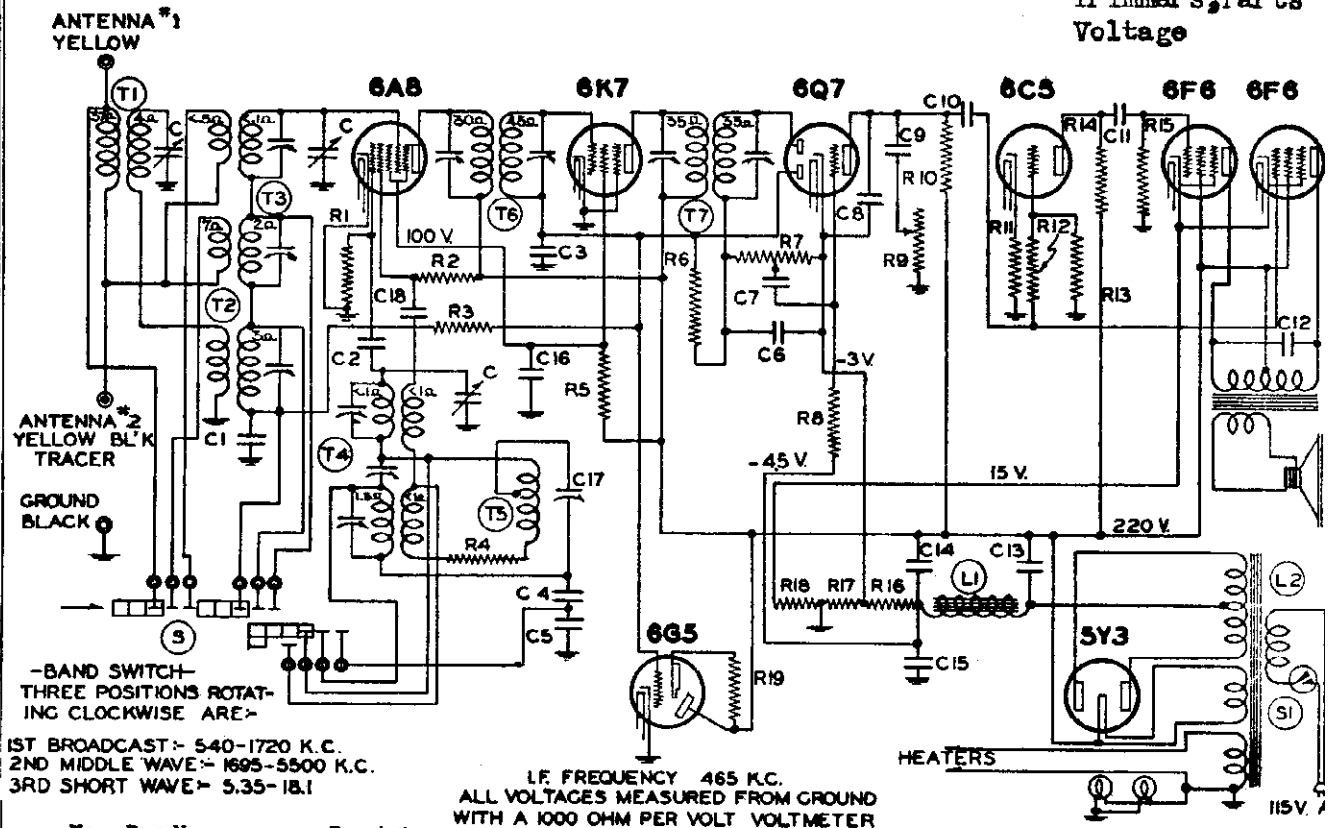 Voltage
ANTENNA #1
YELLOW
6A8
6K7
6Q7
6C5
6F6
6F6
T1
C
C
T3
T2
R1
100 V.
R2
C18
R3
C2
C16
C
R5
T6
C3
T7
R6
R7
C7
C6
C8
C9
R10
R9
C10
R14
C11
R15
R11
R12
R13
C12
-3 V.
R8
-4.5 V.
15 V.
220 V.
ANTENNA #2
YELLOW BL'K
TRACER
C1
T4
T5
C17
R4
C4
C5
GROUND
BLACK
S
C14
C13
L1
R18
R17
R16
C15
6G5
R19
5Y3
L2
S1
HEATERS
115 V. A
-BAND SWITCH-
THREE POSITIONS ROTAT-
ING CLOCKWISE ARE:-
1ST BROADCAST:- 540-1720 K.C.
2ND MIDDLE WAVE:- 1695-5500 K.C.
3RD SHORT WAVE:- 5.35-18.1
I.F. FREQUENCY 465 K.C.
ALL VOLTAGES MEASURED FROM GROUND
WITH A 1000 OHM PER VOLT VOLTMETER